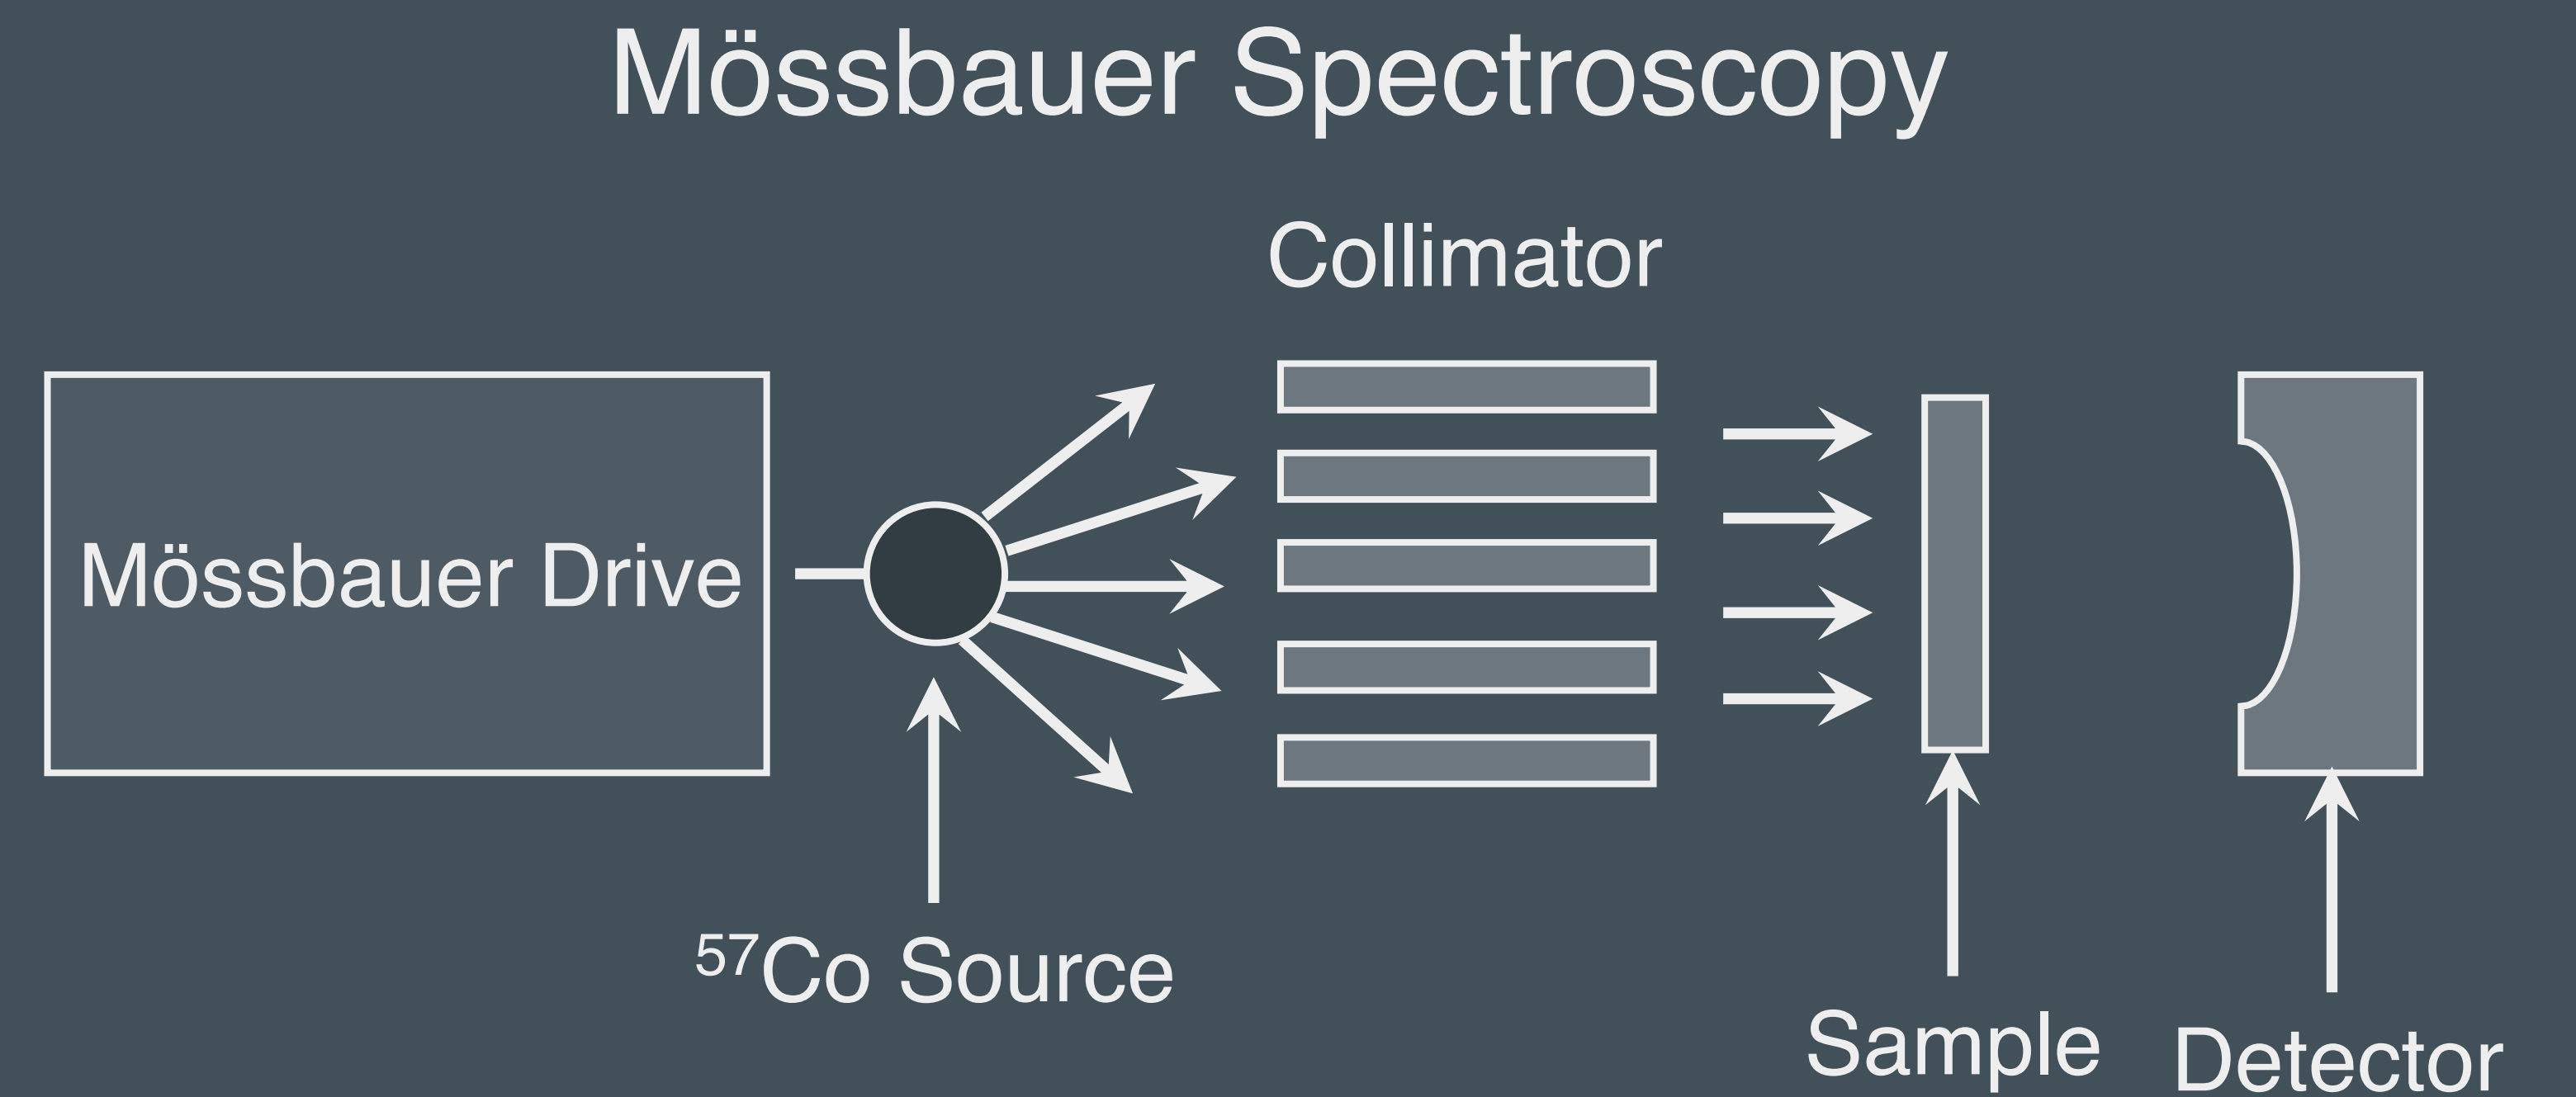 Mössbauer Spectroscopy
Collimator
Mössbauer Drive
⁵⁷Co Source
Sample
Detector